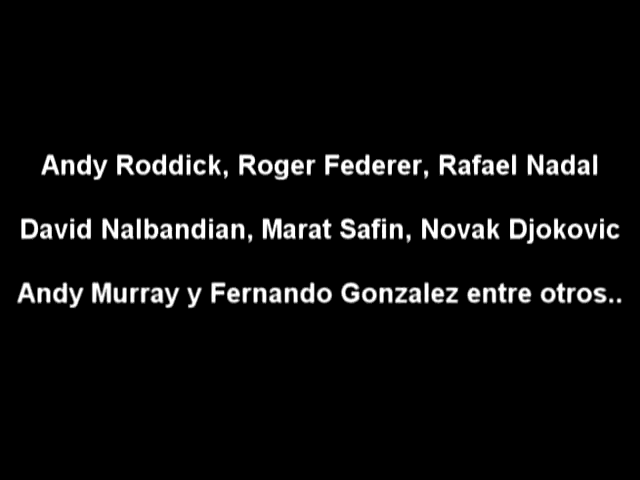 Andy Roddick, Roger Federer, Rafael Nadal
David Nalbandian, Marat Safin, Novak Djokovic
Andy Murray y Fernando Gonzalez entre otros..